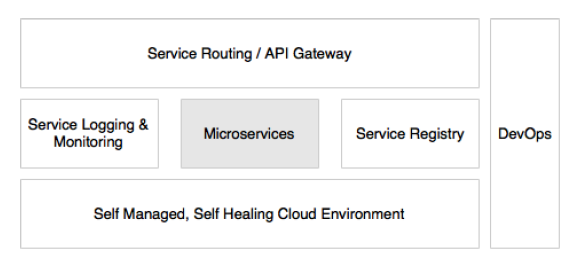 Service Routing / API Gateway
Service Logging &
Monitoring
Microservices
Service Registry
DevOps
Self Managed, Self Healing Cloud Environment